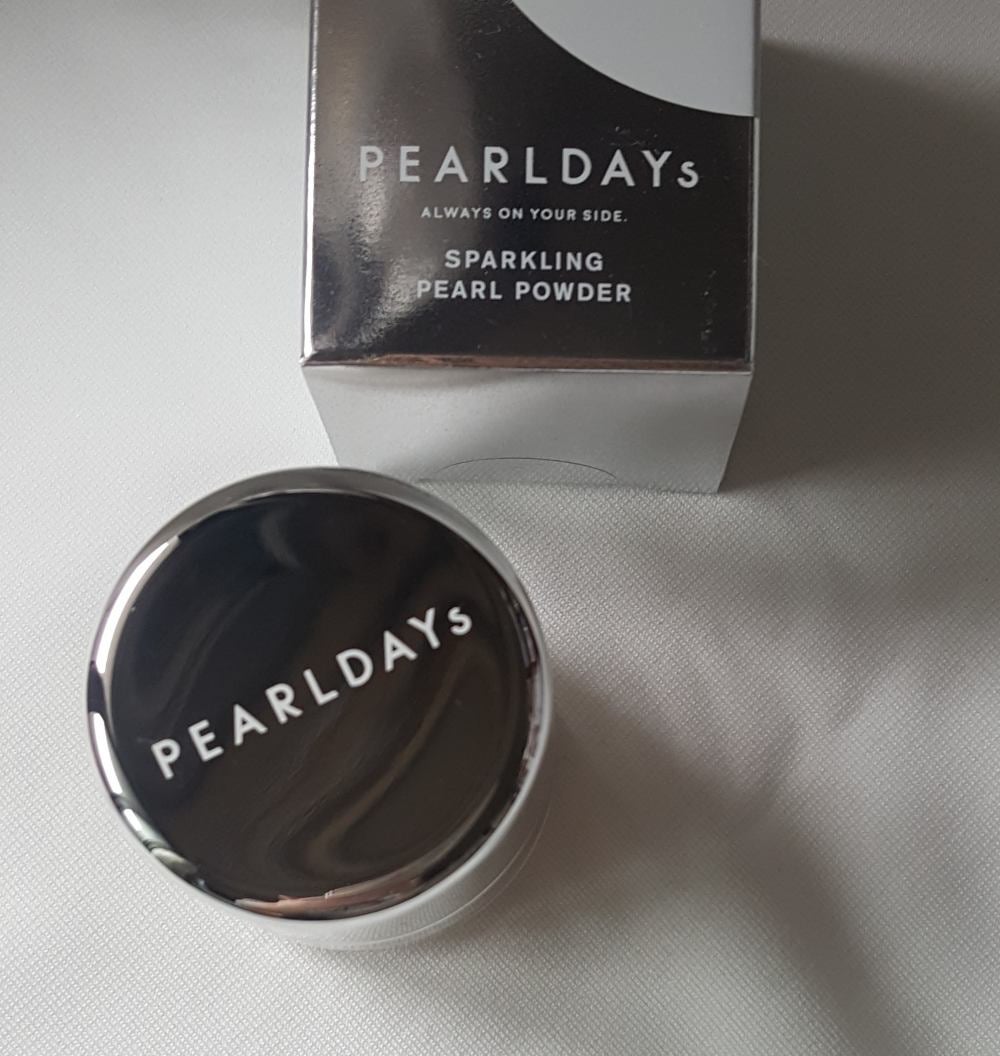 PEARLDAYs
ALWAYS ON YOUR SIDE.
SPARKLING
PEARL POWDER
PEARLDAYs